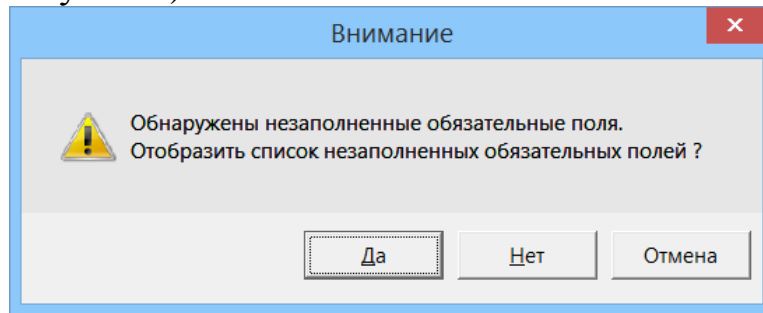 Внимание
Обнаружены незаполненные обязательные поля.
Отобразить список незаполненных обязательных полей ?
Да
Нет
Отмена